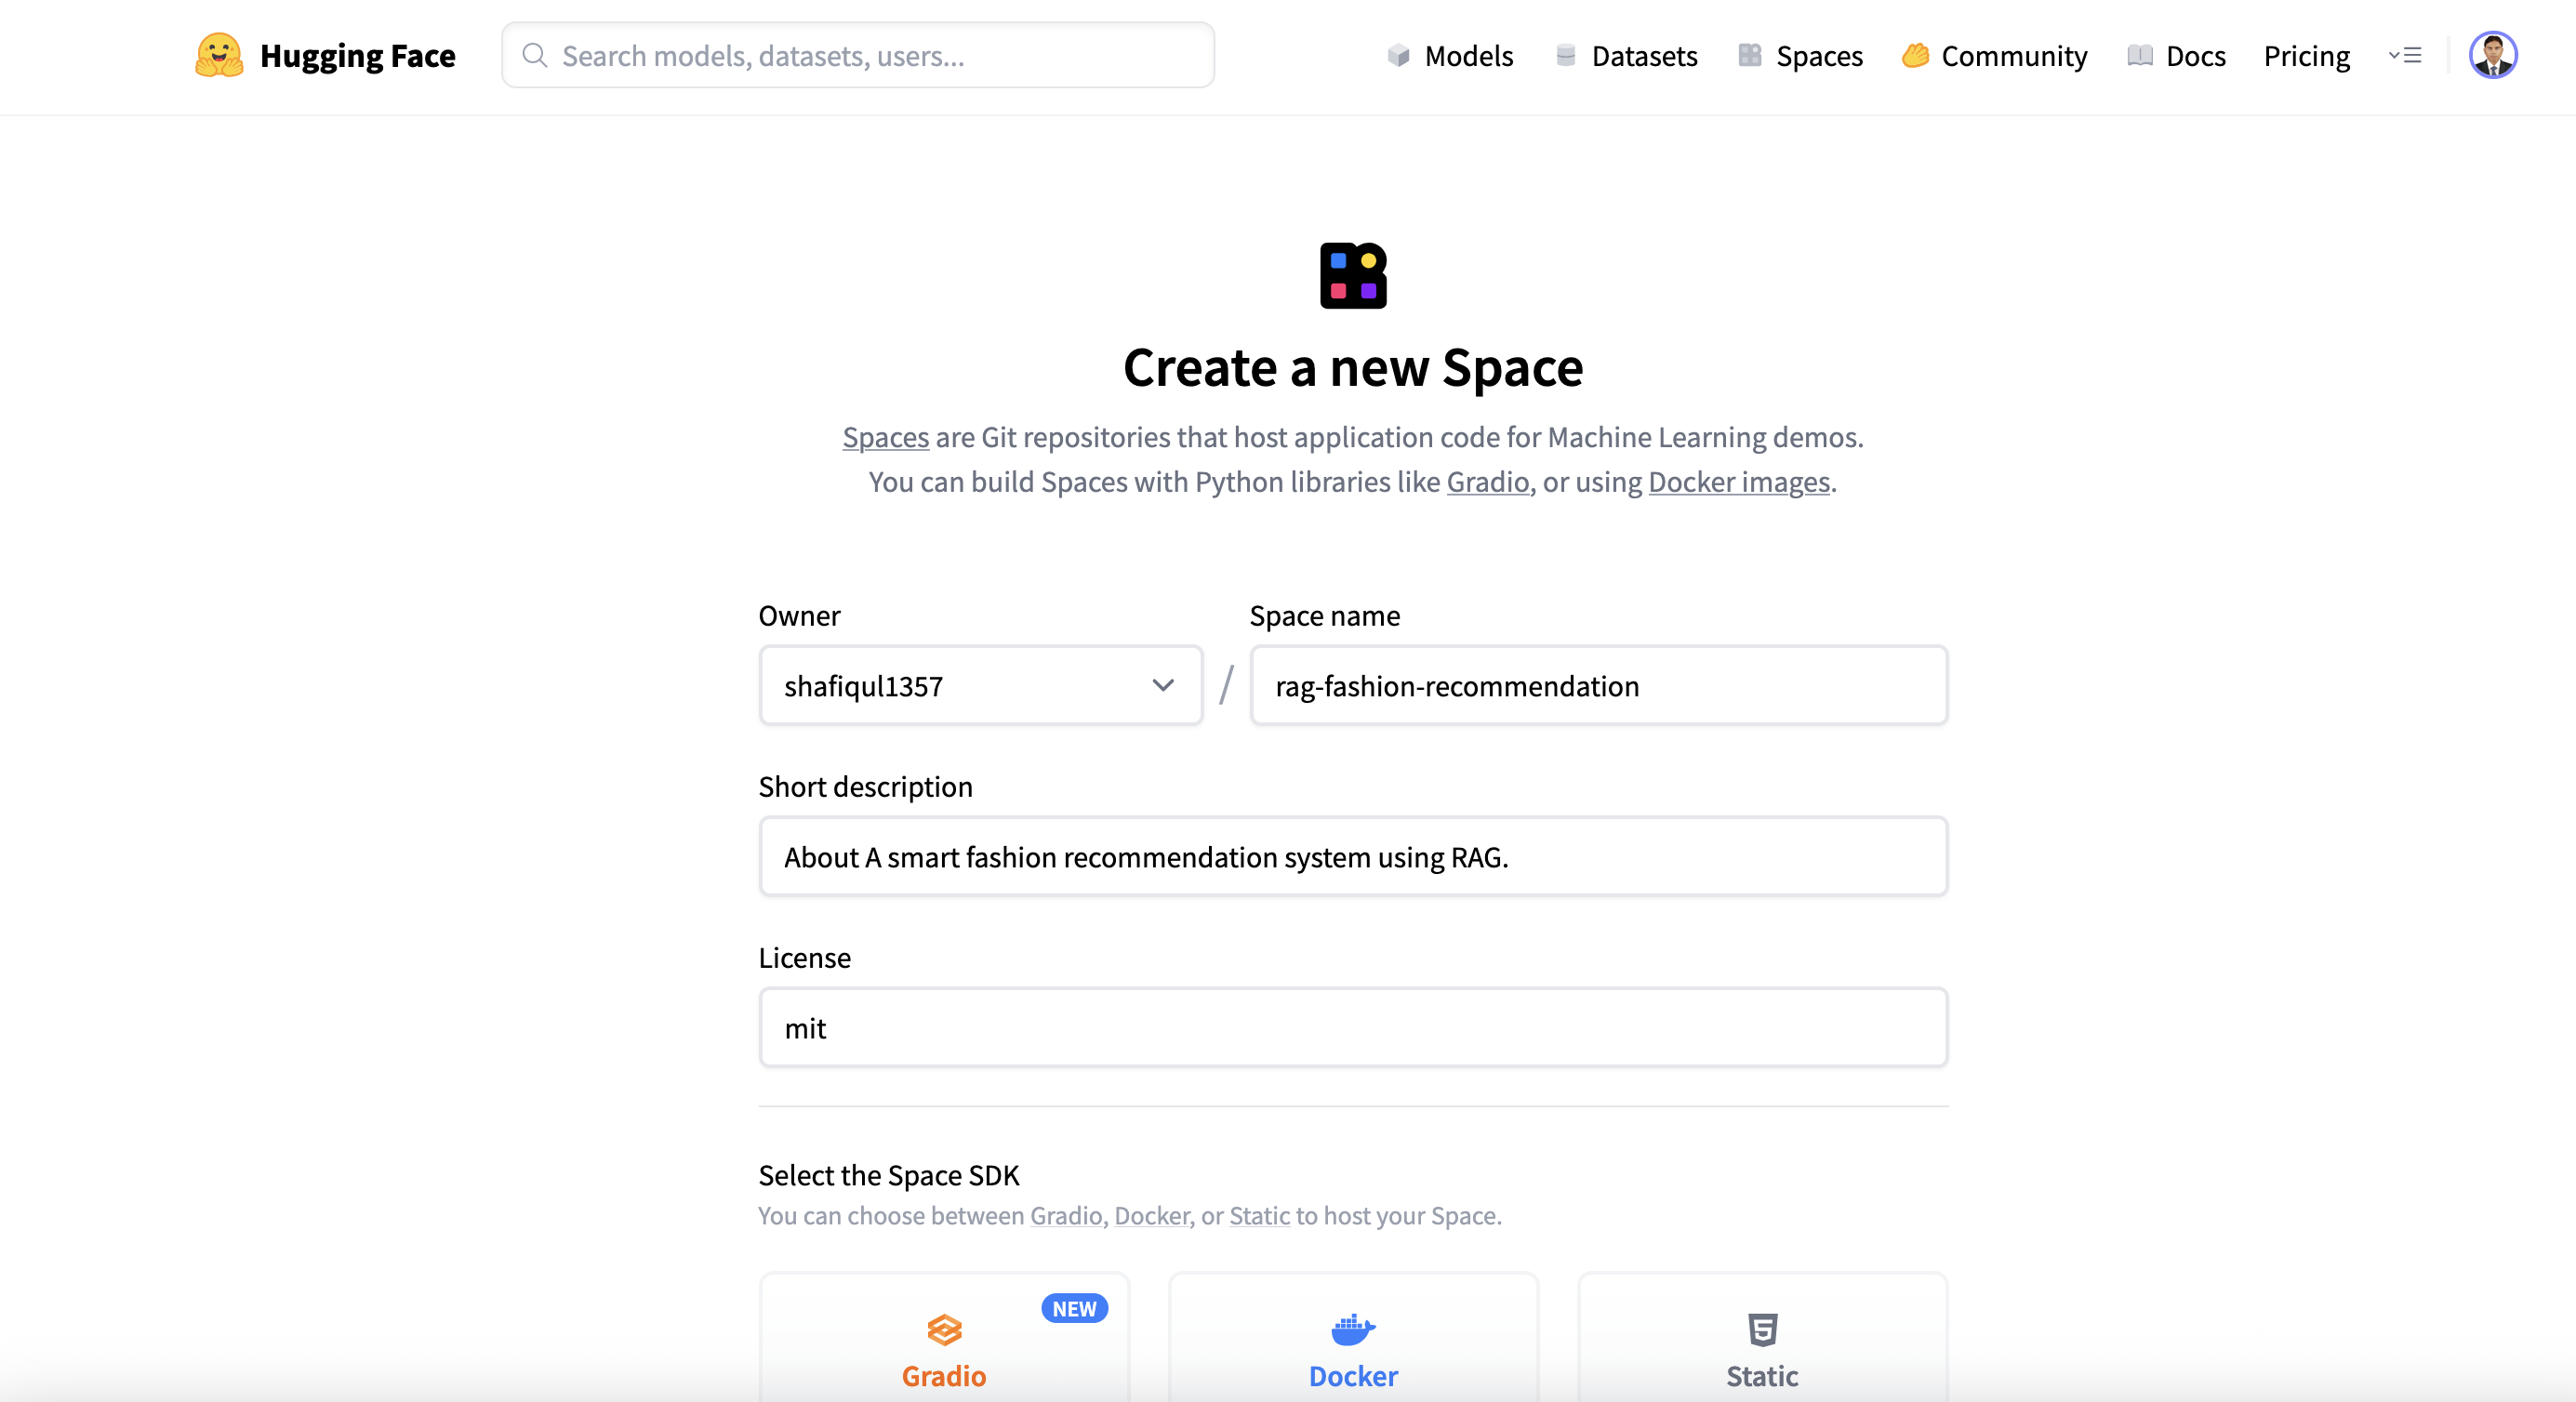 Hugging Face
Search models, datasets, users...
Models
Datasets
Spaces
Community
Docs
Pricing
Create a new Space
Spaces are Git repositories that host application code for Machine Learning demos.
You can build Spaces with Python libraries like Gradio, or using Docker images.
Owner
Space name
shafiqul1357
/
rag-fashion-recommendation
Short description
About A smart fashion recommendation system using RAG.
License
mit
Select the Space SDK
You can choose between Gradio, Docker, or Static to host your Space.
NEW
Gradio
Docker
Static